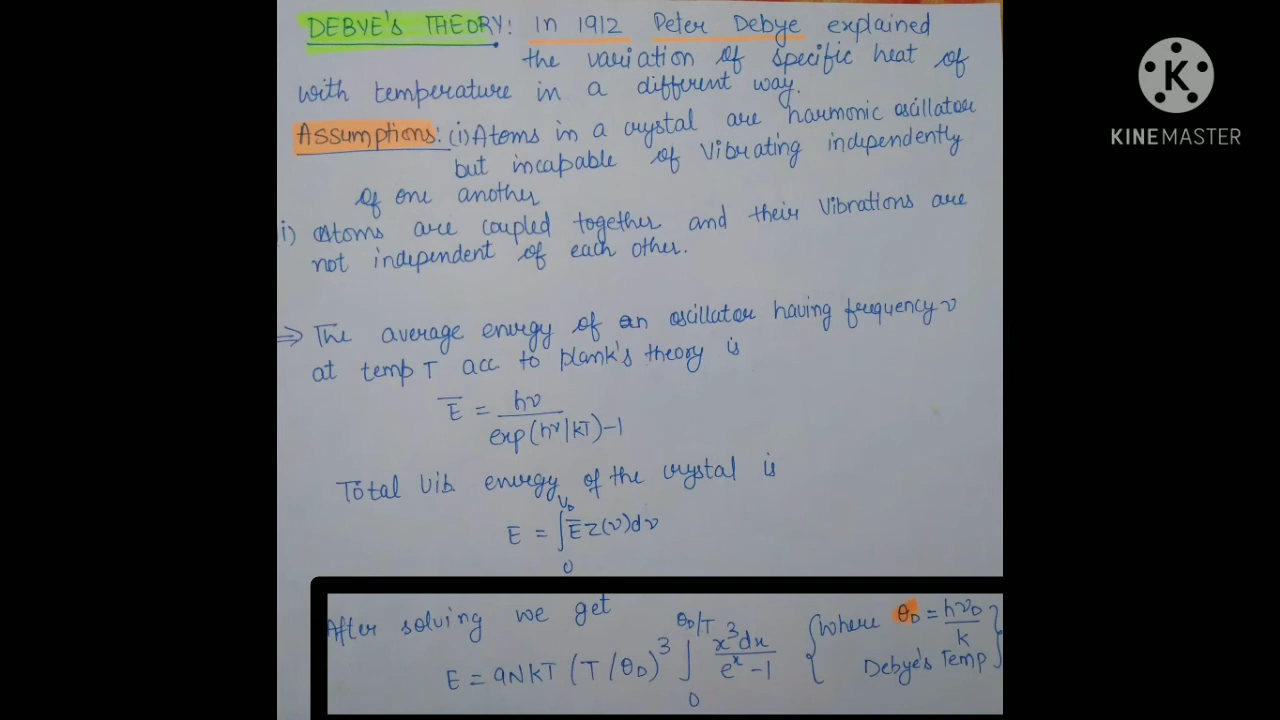 DEBYE's THEORY: In 1912 Peter Debye explained
the variation of specific heat of
with temperature in a different way.
Assumptions: (i) Atoms in a crystal are harmonic oscillator
but incapable of vibrating independently
of one another
i) Atoms are coupled together and their vibrations are
not independent of each other.
⇒ The average energy of an oscillator having frequency ν
at temp T acc to plank's theory is
E̅ = hν / exp(hν/kT)-1
Total Vib. energy of the crystal is
E = ∫₀^νD E̅ z(ν)dν
After solving we get
E = 9NkT (T/θD)³ ∫₀^θD/T x³dx / eˣ-1 {where θD = hνD/k
Debye's Temp}
K
KINEMASTER